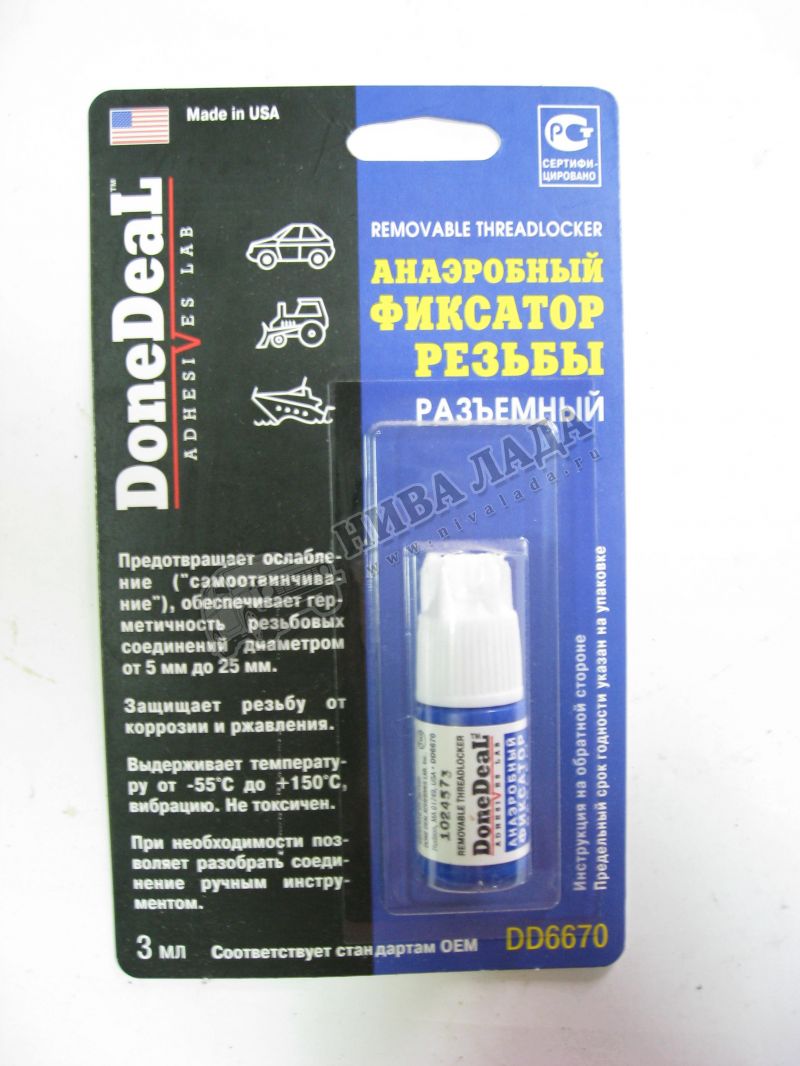 Made in USA
РСТ
СЕРТИФИ-
ЦИРОВАНО
DoneDeaL™
ADHESIVES LAB
REMOVABLE THREADLOCKER
АНАЭРОБНЫЙ
ФИКСАТОР
РЕЗЬБЫ
РАЗЪЕМНЫЙ
НИВА ЛАДА
www.nivalada.ru
Предотвращает ослабле-
ние ("самоотвинчива-
ние"), обеспечивает гер-
метичность резьбовых
соединений диаметром
от 5 мм до 25 мм.
Защищает резьбу от
коррозии и ржавления.
Выдерживает температу-
ру от -55°С до +150°С,
вибрацию. Не токсичен.
При необходимости поз-
воляет разобрать соеди-
нение ручным инстру-
ментом.
3 мл
Соответствует стандартам ОЕМ
DD6670
1024573
REMOVABLE THREADLOCKER
DoneDeaL
ADHESIVES LAB
АНАЭРОБНЫЙ
ФИКСАТОР
Инструкция на обратной стороне
Предельный срок годности указан на упаковке